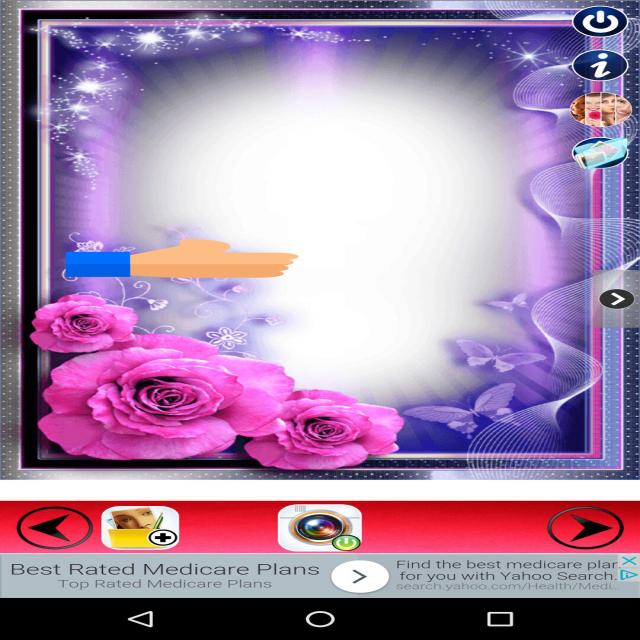 Best Rated Medicare Plans
Top Rated Medicare Plans
Find the best medicare plan
for you with Yahoo Search.
search.yahoo.com/Health/Medi...